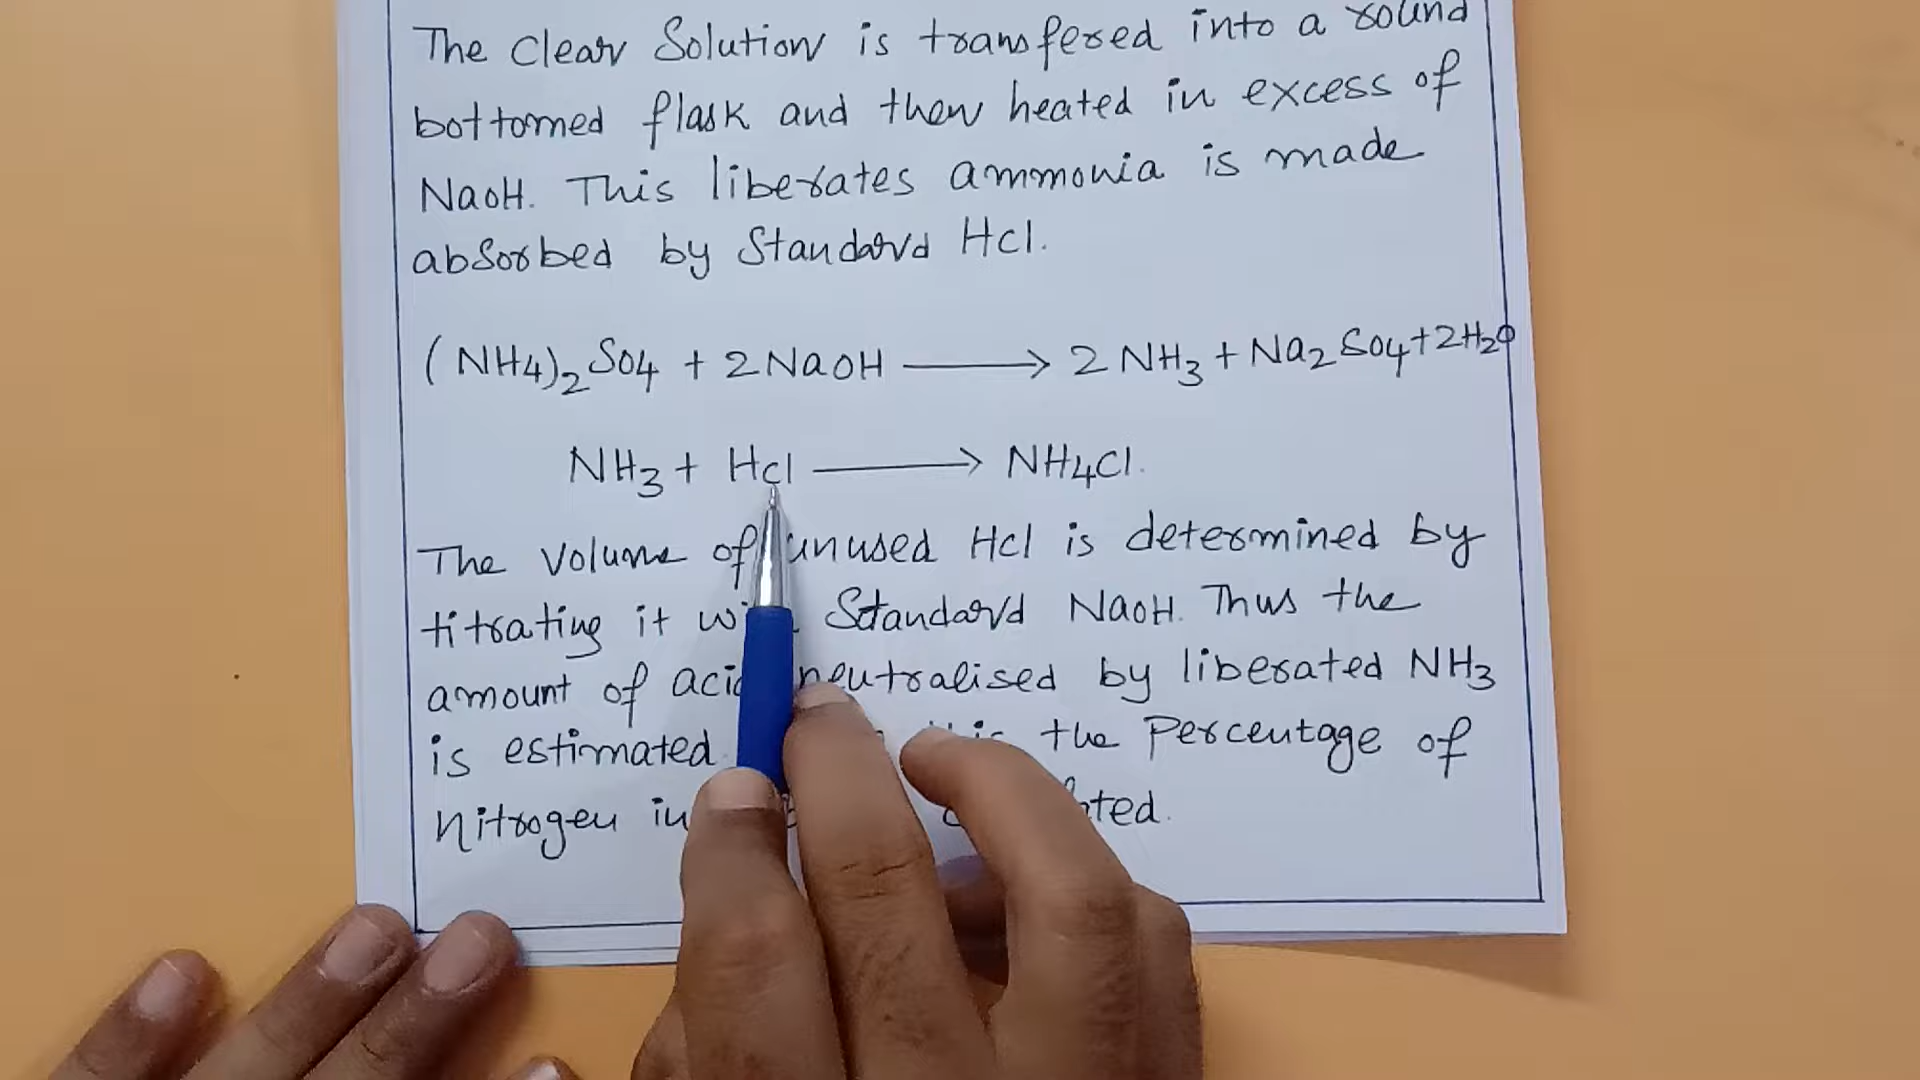 The Clear Solution is transfered into a round
bottomed flask and then heated in excess of
NaOH. This liberates ammonia is made
absorbed by Standard Hcl.
(NH4)₂SO₄ + 2NaOH ⟶ 2NH₃ + Na₂SO₄+2H₂O
NH₃ + Hcl ⟶ NH₄Cl.
The volume of unused Hcl is determined by
titrating it Standard NaOH. Thus the
amount of neutralised by liberated NH₃
is estimated the Percentage of
nitrogen in